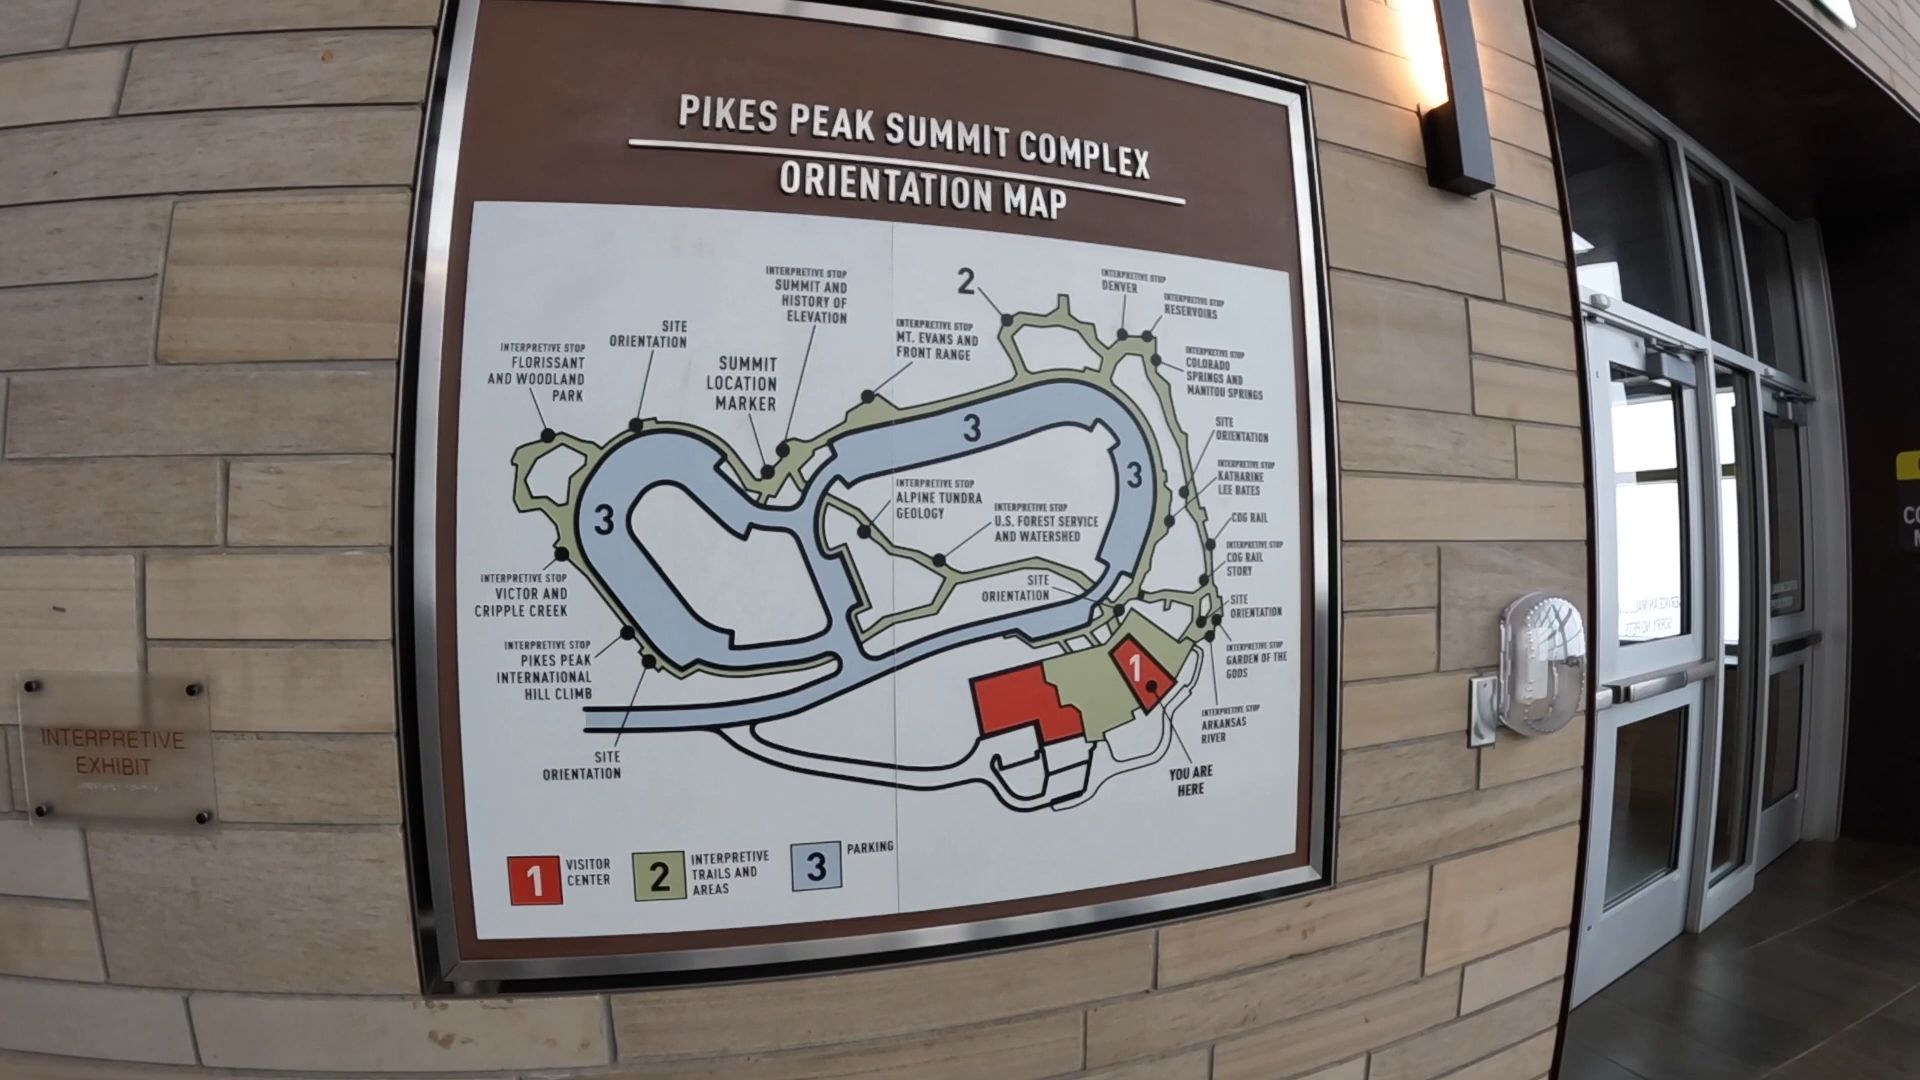 PIKES PEAK SUMMIT COMPLEX
ORIENTATION MAP
INTERPRETIVE STOP
SUMMIT AND
HISTORY OF
ELEVATION
2
INTERPRETIVE STOP
DENVER
INTERPRETIVE STOP
RESERVOIRS
SITE
ORIENTATION
INTERPRETIVE STOP
MT. EVANS AND
FRONT RANGE
INTERPRETIVE STOP
FLORISSANT
AND WOODLAND
PARK
SUMMIT
LOCATION
MARKER
INTERPRETIVE STOP
COLORADO
SPRINGS AND
MANITOU SPRINGS
3
SITE
ORIENTATION
3
INTERPRETIVE STOP
KATHARINE
LEE BATES
INTERPRETIVE STOP
ALPINE TUNDRA
GEOLOGY
3
INTERPRETIVE STOP
U.S. FOREST SERVICE
AND WATERSHED
COG RAIL
INTERPRETIVE STOP
COG RAIL
STORY
INTERPRETIVE STOP
VICTOR AND
CRIPPLE CREEK
SITE
ORIENTATION
SITE
ORIENTATION
INTERPRETIVE STOP
PIKES PEAK
INTERNATIONAL
HILL CLIMB
1
INTERPRETIVE STOP
GARDEN OF THE
GODS
INTERPRETIVE STOP
ARKANSAS
RIVER
SITE
ORIENTATION
YOU ARE
HERE
1
VISITOR
CENTER
2
INTERPRETIVE
TRAILS AND
AREAS
3
PARKING
INTERPRETIVE
EXHIBIT